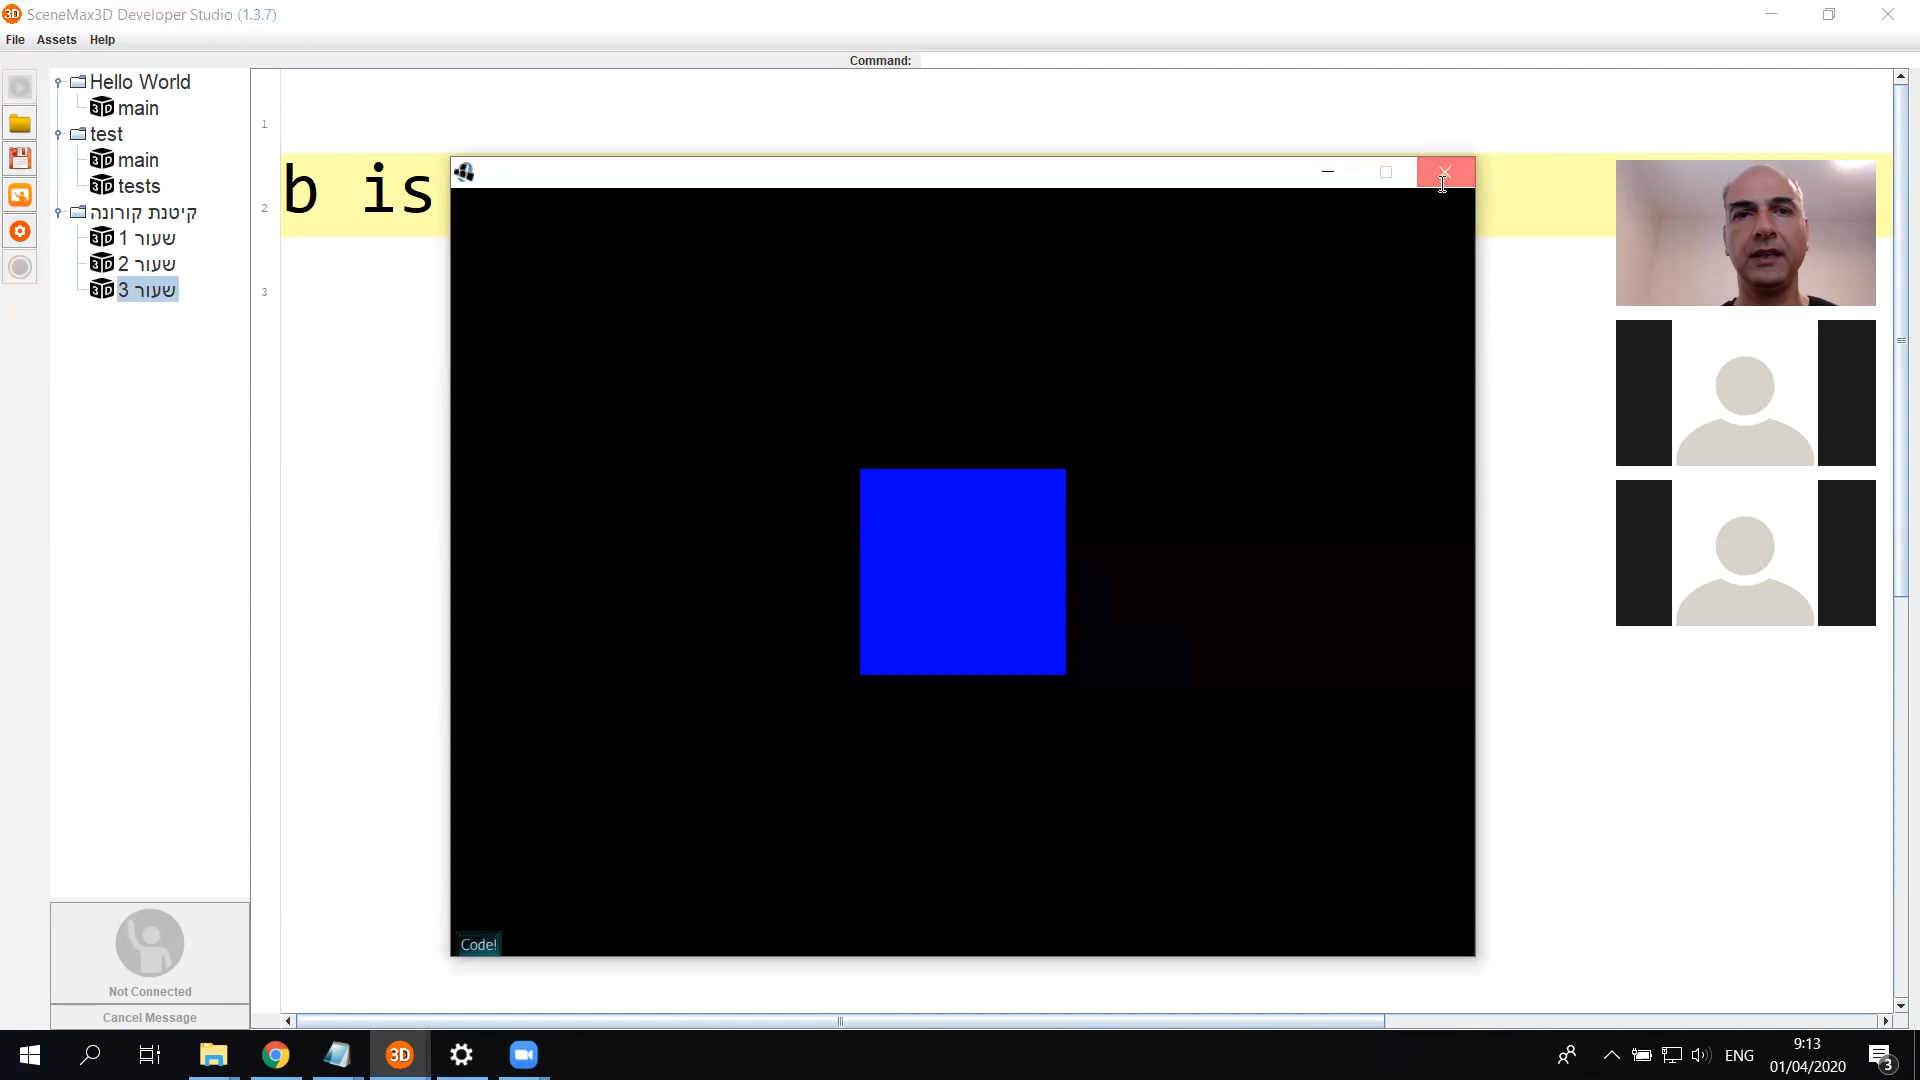 SceneMax3D Developer Studio (1.3.7)
File Assets Help
Command:
Hello World
main
test
main
tests
קיטנת קורונה
שעור 1
שעור 2
שעור 3
1
2
3
b is
Code!
Not Connected
Cancel Message
3D
ENG
9:13
01/04/2020
3